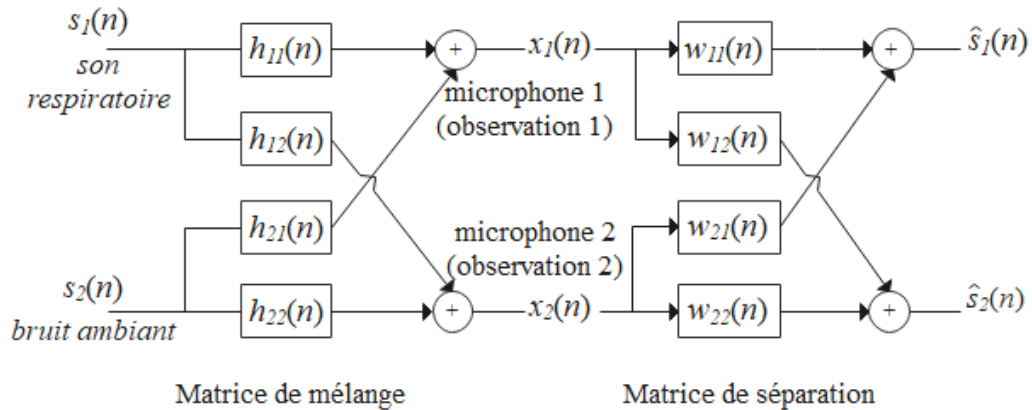 s₁(n)
son
respiratoire
h₁₁(n)
+
x₁(n)
w₁₁(n)
+
ŝ₁(n)
microphone 1
(observation 1)
h₁₂(n)
w₁₂(n)
h₂₁(n)
w₂₁(n)
microphone 2
(observation 2)
s₂(n)
bruit ambiant
h₂₂(n)
+
x₂(n)
w₂₂(n)
+
ŝ₂(n)
Matrice de mélange
Matrice de séparation